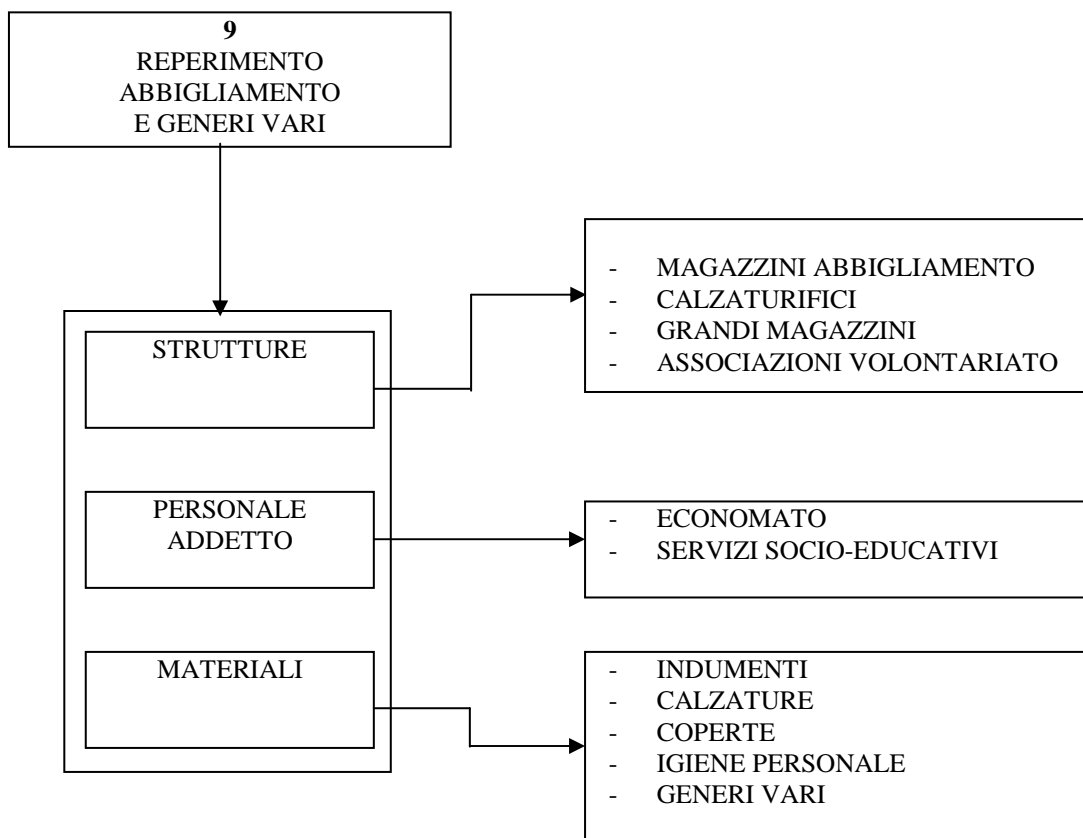 9
REPERIMENTO
ABBIGLIAMENTO
E GENERI VARI
STRUTTURE
- MAGAZZINI ABBIGLIAMENTO
- CALZATURIFICI
- GRANDI MAGAZZINI
- ASSOCIAZIONI VOLONTARIATO
PERSONALE
ADDETTO
- ECONOMATO
- SERVIZI SOCIO-EDUCATIVI
MATERIALI
- INDUMENTI
- CALZATURE
- COPERTE
- IGIENE PERSONALE
- GENERI VARI